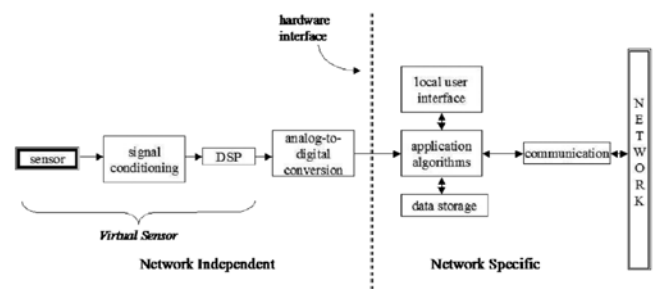 hardware
interface
local user
interface
sensor
signal
conditioning
DSP
analog-to-
digital
conversion
application
algorithms
communication
data storage
NETWORK
Virtual Sensor
Network Independent
Network Specific